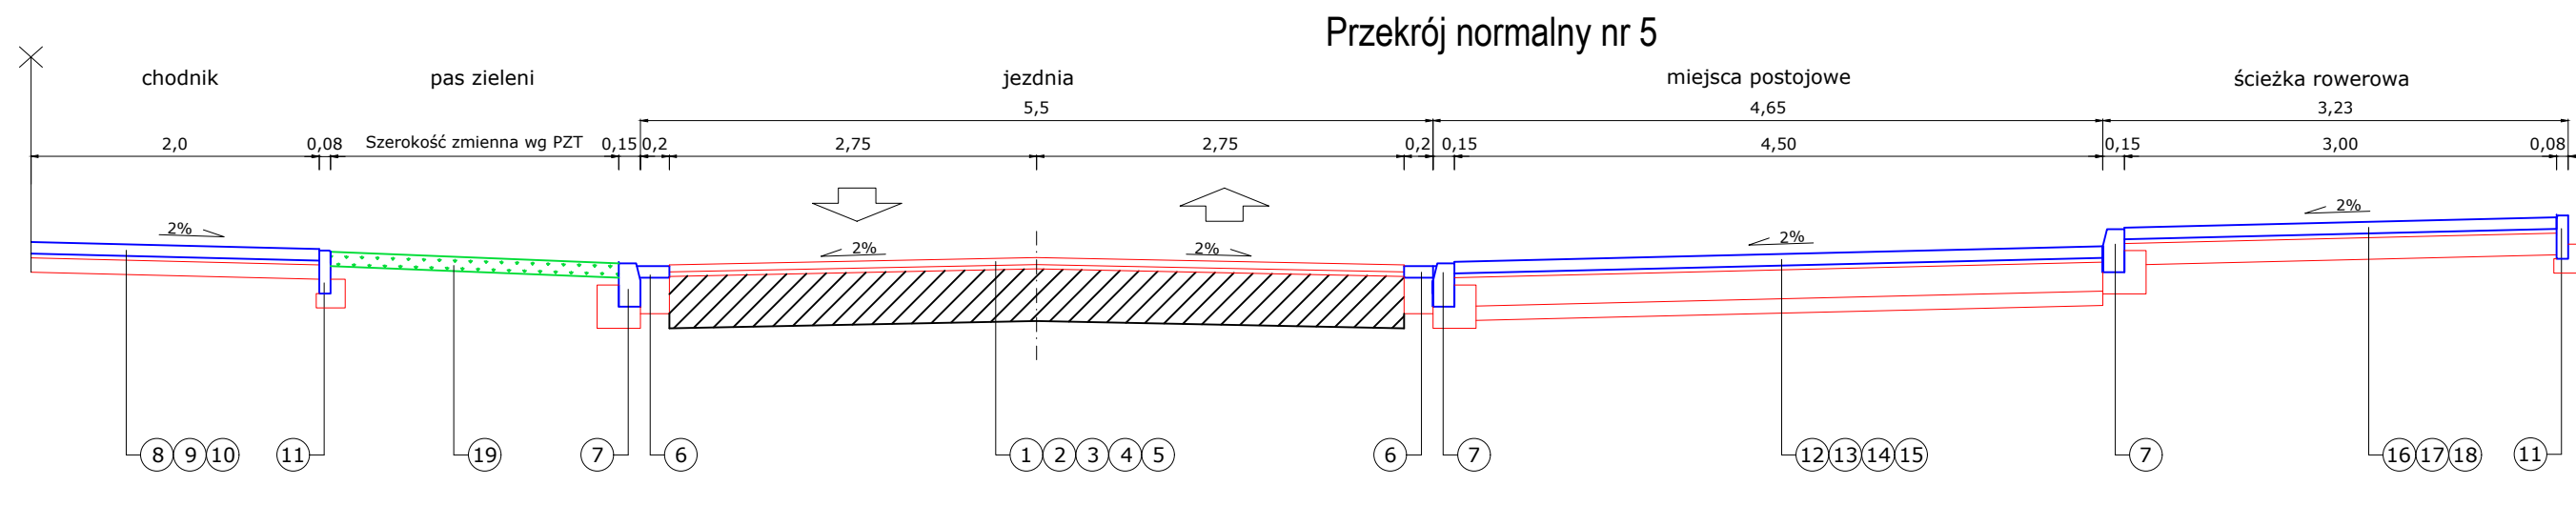 Przekrój normalny nr 5
chodnik pas zieleni jezdnia miejsca postojowe ścieżka rowerowa
5,5 4,65 3,23
2,0 0,08 Szerokość zmienna wg PZT 0,15 0,2 2,75 2,75 0,2 0,15 4,50 0,15 3,00 0,08
2% 2% 2% 2% 2%
8 9 10 11 19 7 6 1 2 3 4 5 6 7 12 13 14 15 7 16 17 18 11